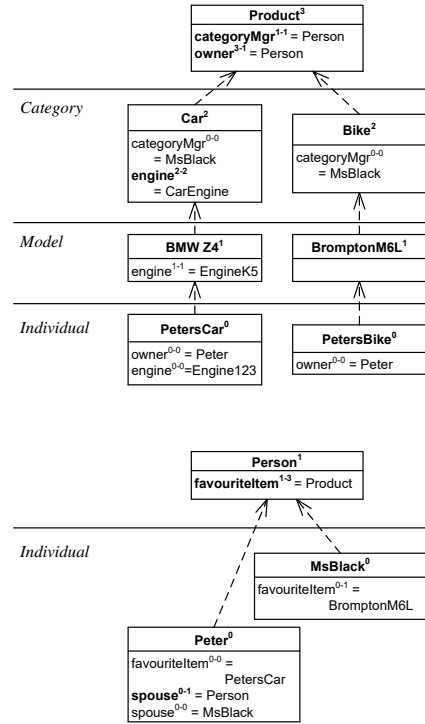 Product³
categoryMgr¹⁻¹ = Person
owner³⁻¹ = Person
Category
Car²
categoryMgr⁰⁻⁰
= MsBlack
engine²⁻²
= CarEngine
Bike²
categoryMgr⁰⁻⁰
= MsBlack
Model
BMW Z4¹
engine¹⁻¹ = EngineK5
BromptonM6L¹
Individual
PetersCar⁰
owner⁰⁻⁰ = Peter
engine⁰⁻⁰=Engine123
PetersBike⁰
owner⁰⁻⁰ = Peter
Person¹
favouriteItem¹⁻³ = Product
Individual
MsBlack⁰
favouriteItem⁰⁻¹ =
BromptonM6L
Peter⁰
favouriteItem⁰⁻⁰ =
PetersCar
spouse⁰⁻¹ = Person
spouse⁰⁻⁰ = MsBlack